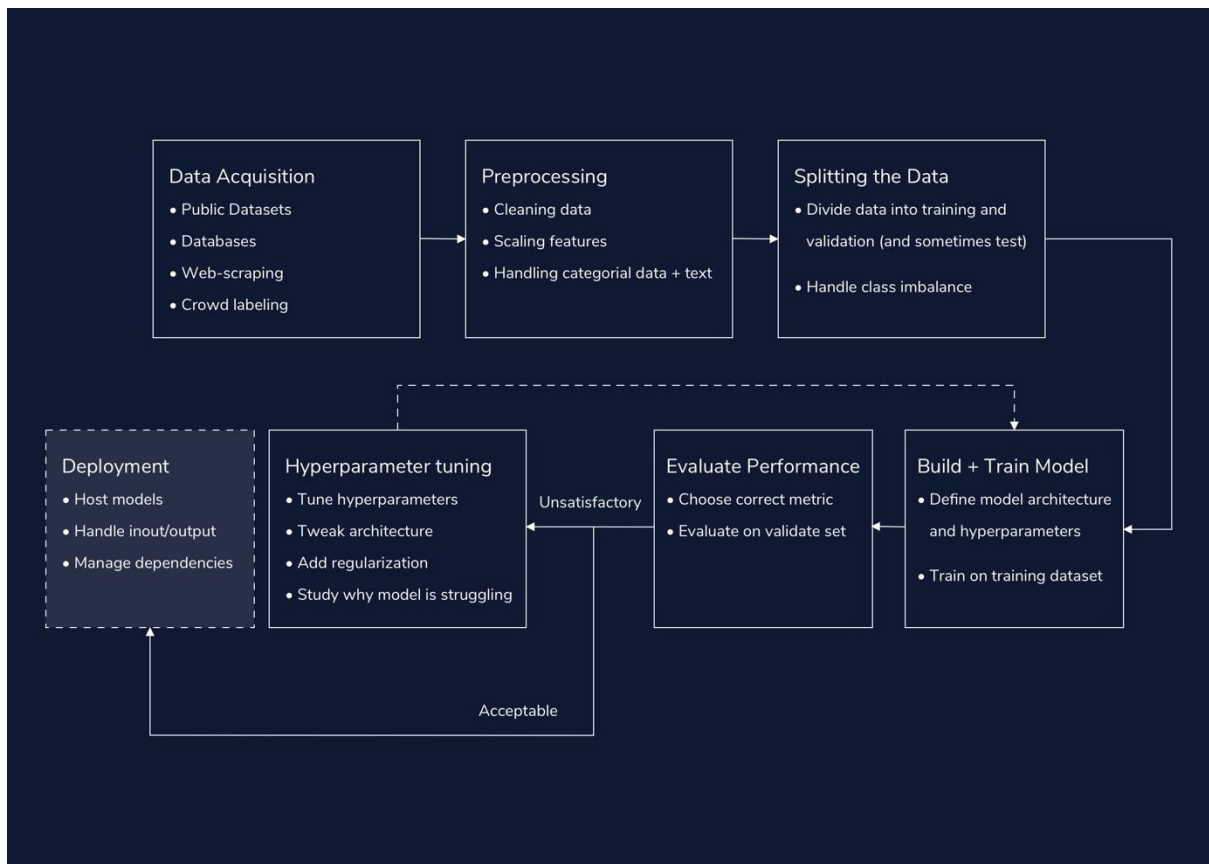 Data Acquisition
• Public Datasets
• Databases
• Web-scraping
• Crowd labeling
Preprocessing
• Cleaning data
• Scaling features
• Handling categorial data + text
Splitting the Data
• Divide data into training and
validation (and sometimes test)
• Handle class imbalance
Deployment
• Host models
• Handle inout/output
• Manage dependencies
Hyperparameter tuning
• Tune hyperparameters
• Tweak architecture
• Add regularization
• Study why model is struggling
Unsatisfactory
Evaluate Performance
• Choose correct metric
• Evaluate on validate set
Build + Train Model
• Define model architecture
and hyperparameters
• Train on training dataset
Acceptable